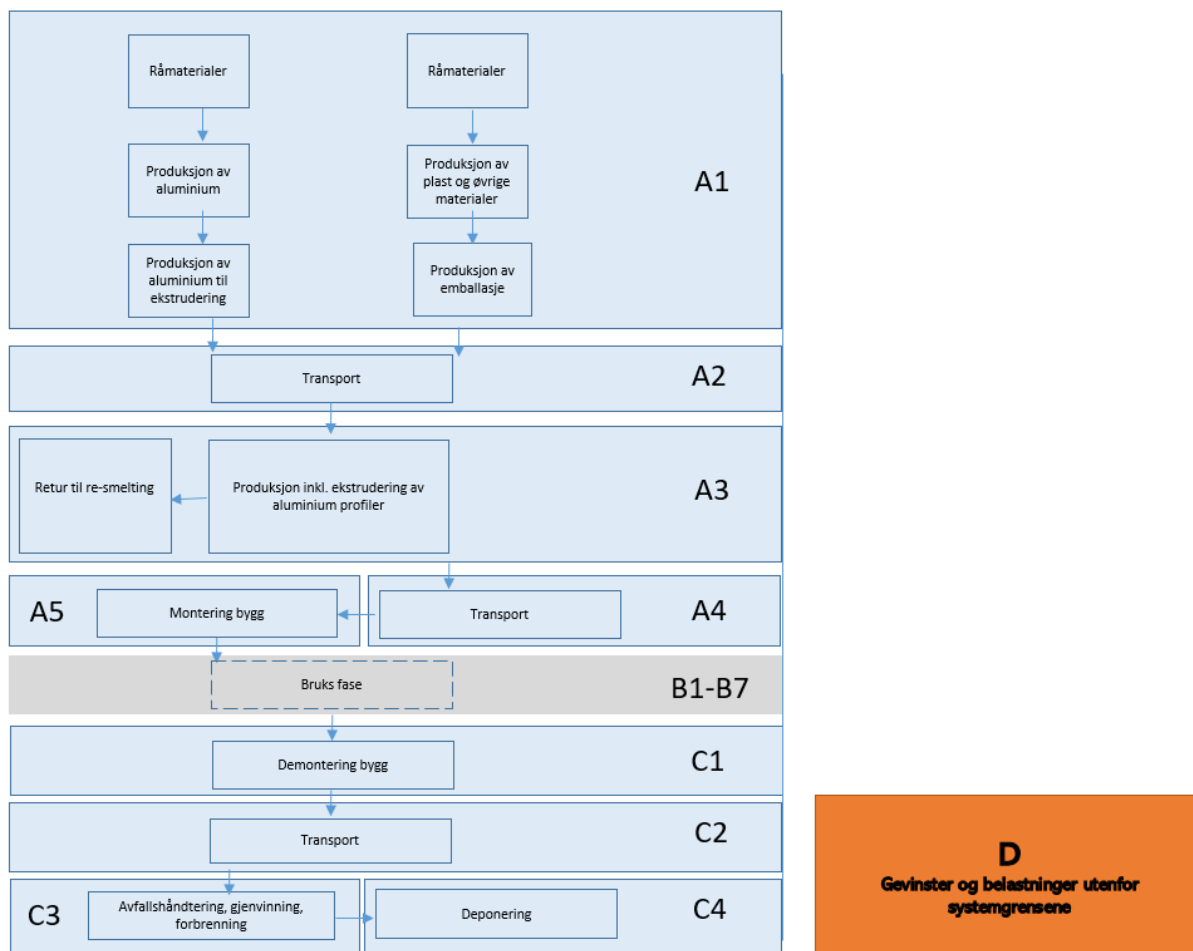 Råmaterialer
Råmaterialer
Produksjon av
aluminium
Produksjon av
plast og øvrige
materialer
A1
Produksjon av
aluminium til
ekstrudering
Produksjon av
emballasje
Transport
A2
Retur til re-smelting
Produksjon inkl. ekstrudering av
aluminium profiler
A3
A5
Montering bygg
Transport
A4
Bruks fase
B1-B7
Demontering bygg
C1
Transport
C2
C3
Avfallshåndtering, gjenvinning,
forbrenning
Deponering
C4
D
Gevinster og belastninger utenfor
systemgrensene